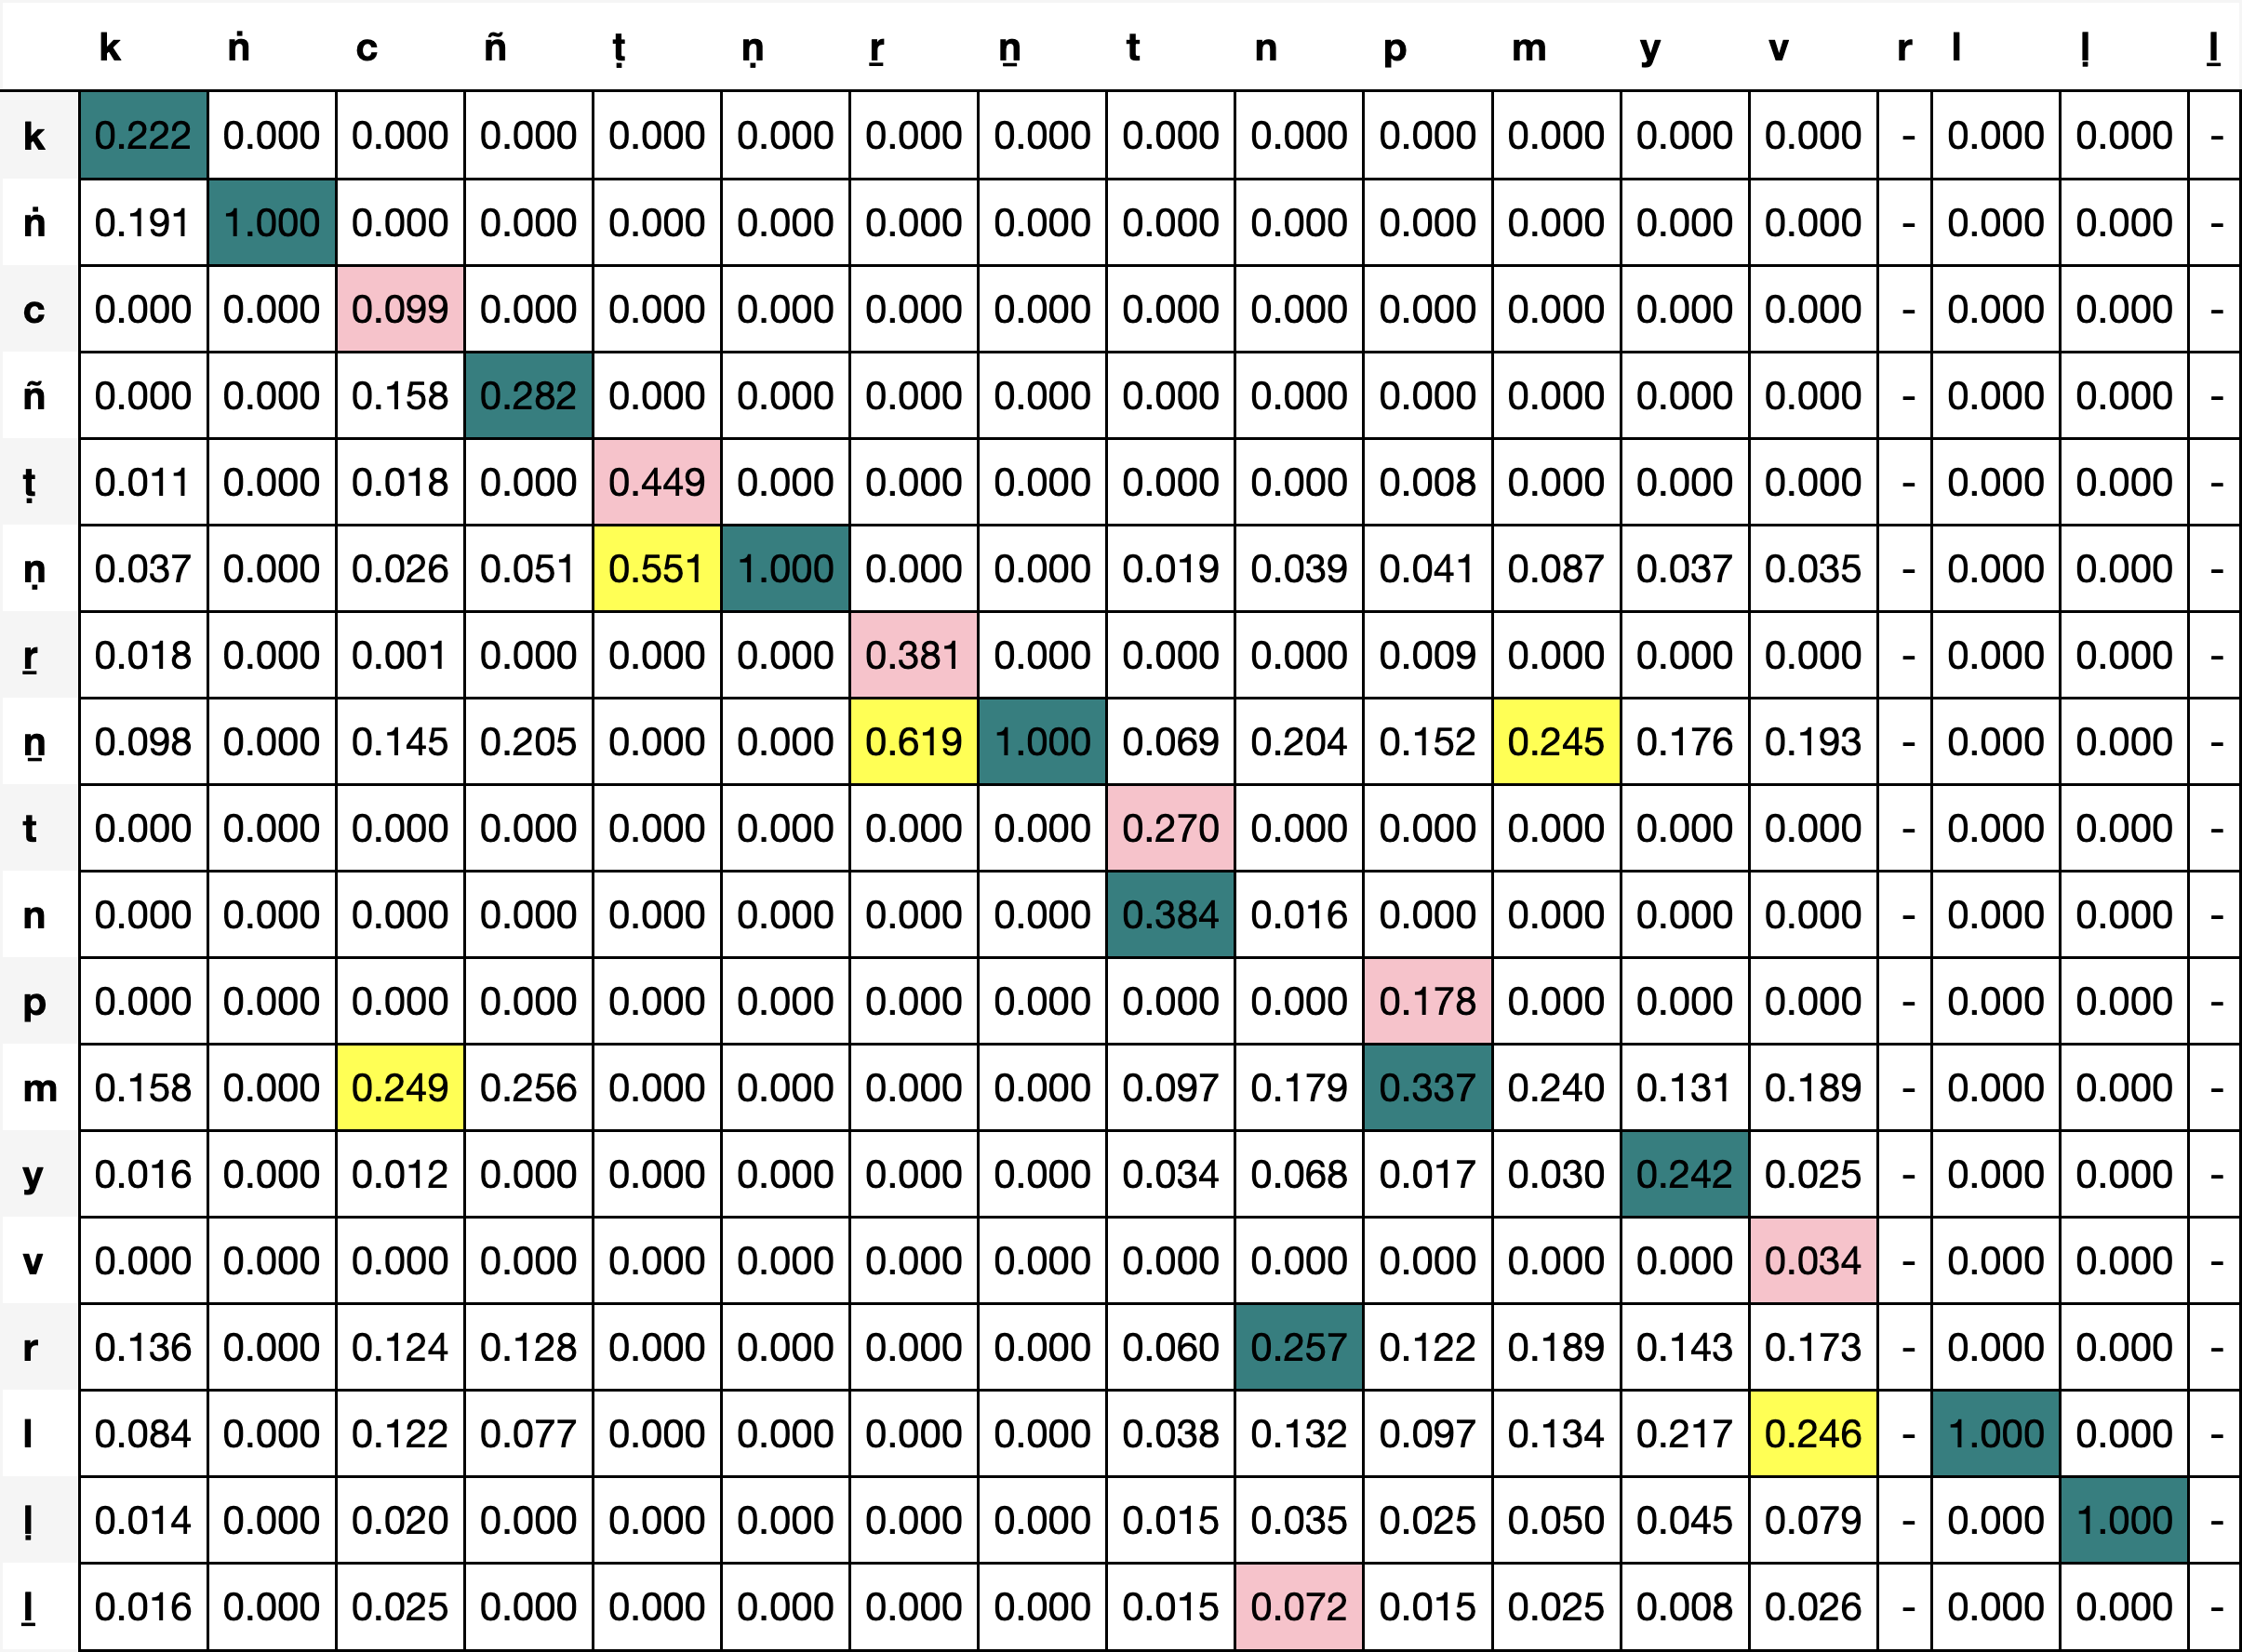 k ṅ c ñ ṭ ṇ ṟ ṉ t n p m y v r l ḷ ḻ
k 0.222 0.000 0.000 0.000 0.000 0.000 0.000 0.000 0.000 0.000 0.000 0.000 0.000 0.000 - 0.000 0.000 -
ṅ 0.191 1.000 0.000 0.000 0.000 0.000 0.000 0.000 0.000 0.000 0.000 0.000 0.000 0.000 - 0.000 0.000 -
c 0.000 0.000 0.099 0.000 0.000 0.000 0.000 0.000 0.000 0.000 0.000 0.000 0.000 0.000 - 0.000 0.000 -
ñ 0.000 0.000 0.158 0.282 0.000 0.000 0.000 0.000 0.000 0.000 0.000 0.000 0.000 0.000 - 0.000 0.000 -
ṭ 0.011 0.000 0.018 0.000 0.449 0.000 0.000 0.000 0.000 0.000 0.008 0.000 0.000 0.000 - 0.000 0.000 -
ṇ 0.037 0.000 0.026 0.051 0.551 1.000 0.000 0.000 0.019 0.039 0.041 0.087 0.037 0.035 - 0.000 0.000 -
ṟ 0.018 0.000 0.001 0.000 0.000 0.000 0.381 0.000 0.000 0.000 0.009 0.000 0.000 0.000 - 0.000 0.000 -
ṉ 0.098 0.000 0.145 0.205 0.000 0.000 0.619 1.000 0.069 0.204 0.152 0.245 0.176 0.193 - 0.000 0.000 -
t 0.000 0.000 0.000 0.000 0.000 0.000 0.000 0.000 0.270 0.000 0.000 0.000 0.000 0.000 - 0.000 0.000 -
n 0.000 0.000 0.000 0.000 0.000 0.000 0.000 0.000 0.384 0.016 0.000 0.000 0.000 0.000 - 0.000 0.000 -
p 0.000 0.000 0.000 0.000 0.000 0.000 0.000 0.000 0.000 0.000 0.178 0.000 0.000 0.000 - 0.000 0.000 -
m 0.158 0.000 0.249 0.256 0.000 0.000 0.000 0.000 0.097 0.179 0.337 0.240 0.131 0.189 - 0.000 0.000 -
y 0.016 0.000 0.012 0.000 0.000 0.000 0.000 0.000 0.034 0.068 0.017 0.030 0.242 0.025 - 0.000 0.000 -
v 0.000 0.000 0.000 0.000 0.000 0.000 0.000 0.000 0.000 0.000 0.000 0.000 0.000 0.034 - 0.000 0.000 -
r 0.136 0.000 0.124 0.128 0.000 0.000 0.000 0.000 0.060 0.257 0.122 0.189 0.143 0.173 - 0.000 0.000 -
l 0.084 0.000 0.122 0.077 0.000 0.000 0.000 0.000 0.038 0.132 0.097 0.134 0.217 0.246 - 1.000 0.000 -
ḷ 0.014 0.000 0.020 0.000 0.000 0.000 0.000 0.000 0.015 0.035 0.025 0.050 0.045 0.079 - 0.000 1.000 -
ḻ 0.016 0.000 0.025 0.000 0.000 0.000 0.000 0.000 0.015 0.072 0.015 0.025 0.008 0.026 - 0.000 0.000 -